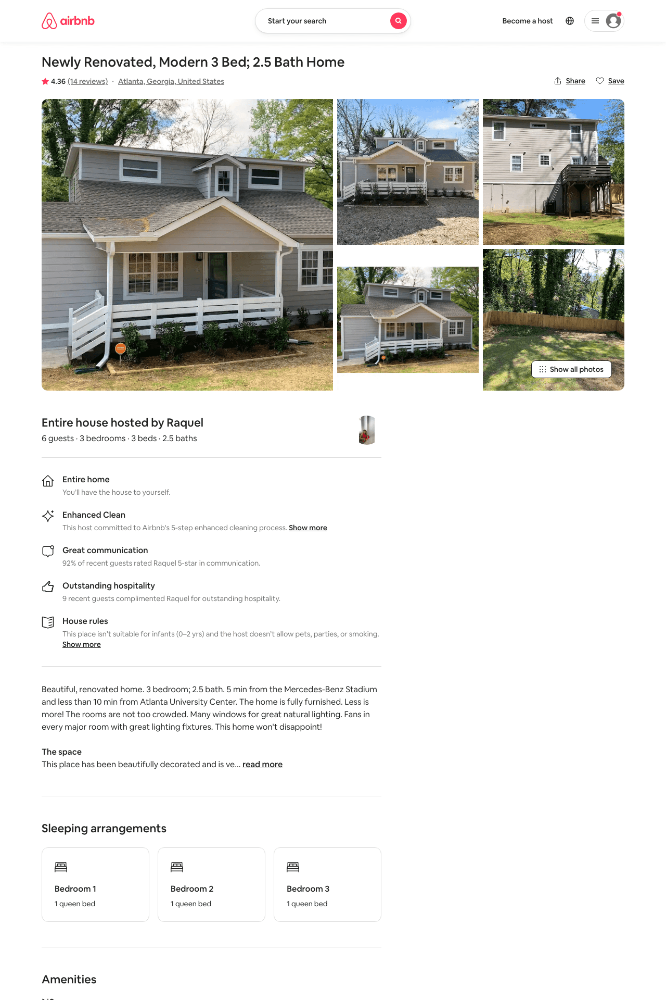 airbnb
Start your search
Become a host
Newly Renovated, Modern 3 Bed; 2.5 Bath Home
4.36 (14 reviews) · Atlanta, Georgia, United States
Share
Save
Show all photos
Entire house hosted by Raquel
6 guests · 3 bedrooms · 3 beds · 2.5 baths
Entire home
You’ll have the house to yourself.
Enhanced Clean
This host committed to Airbnb's 5-step enhanced cleaning process. Show more
Great communication
92% of recent guests rated Raquel 5-star in communication.
Outstanding hospitality
9 recent guests complimented Raquel for outstanding hospitality.
House rules
This place isn’t suitable for infants (0–2 yrs) and the host doesn’t allow pets, parties, or smoking.
Show more
Beautiful, renovated home. 3 bedroom; 2.5 bath. 5 min from the Mercedes-Benz Stadium
and less than 10 min from Atlanta University Center. The home is fully furnished. Less is
more! The rooms are not too crowded. Many windows for great natural lighting. Fans in
every major room with great lighting fixtures. This home won't disappoint!
The space
This place has been beautifully decorated and is ve... read more
Sleeping arrangements
Bedroom 1
1 queen bed
Bedroom 2
1 queen bed
Bedroom 3
1 queen bed
Amenities